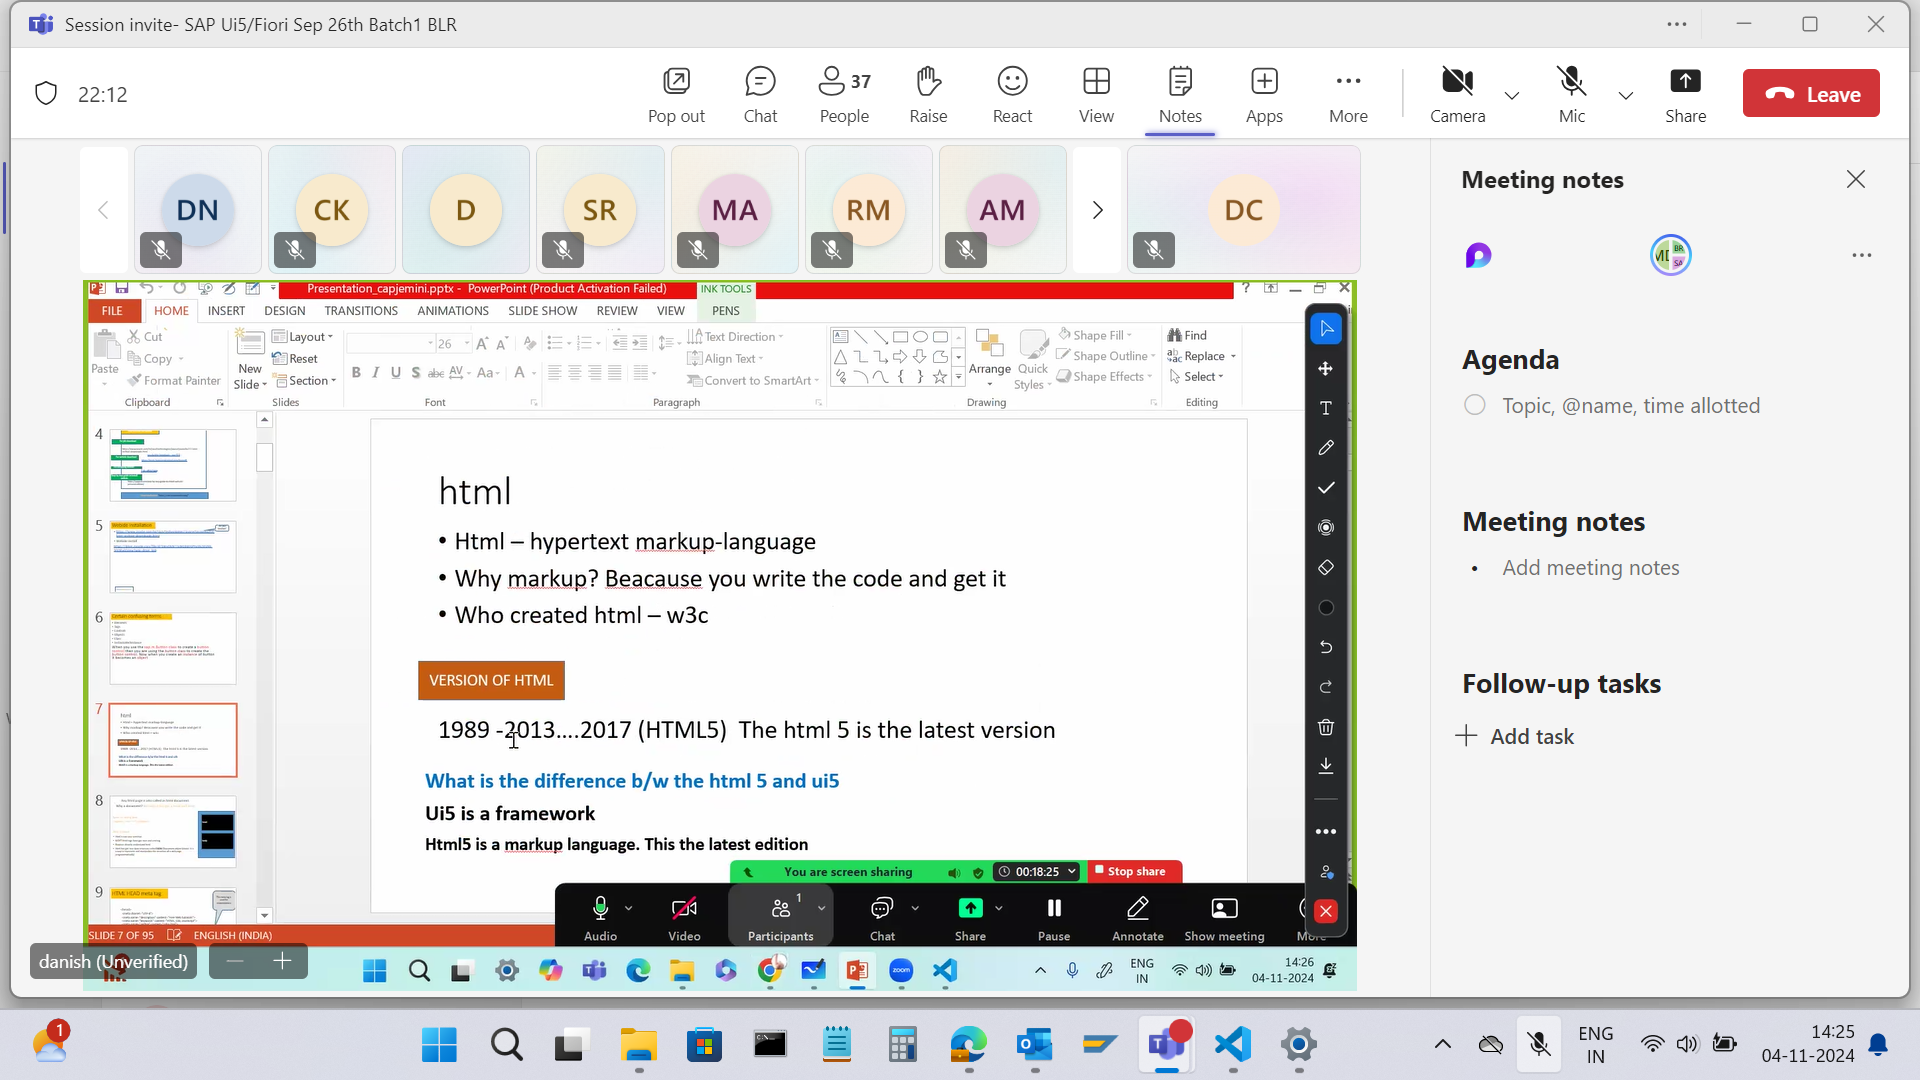 Session invite- SAP Ui5/Fiori Sep 26th Batch1 BLR
22:12
Pop out
Chat
37
People
Raise
React
View
Notes
Apps
More
Camera
Mic
Share
Leave
DN
CK
D
SR
MA
RM
AM
DC
Presentation_capjemini.pptx - PowerPoint (Product Activation Failed)
INK TOOLS
FILE
HOME
INSERT
DESIGN
TRANSITIONS
ANIMATIONS
SLIDE SHOW
REVIEW
VIEW
PENS
Paste
Cut
Copy
Format Painter
Clipboard
New
Slide
Layout
Reset
Section
Slides
26
Font
Text Direction
Align Text
Convert to SmartArt
Paragraph
Arrange
Quick
Styles
Shape Fill
Shape Outline
Shape Effects
Drawing
Find
Replace
Select
Editing
4
5
6
7
8
9
html
• Html – hypertext markup-language
• Why markup? Beacause you write the code and get it
• Who created html – w3c
VERSION OF HTML
1989 -2013....2017 (HTML5) The html 5 is the latest version
What is the difference b/w the html 5 and ui5
Ui5 is a framework
Html5 is a markup language. This the latest edition
You are screen sharing
00:18:25
Stop share
Audio
Video
1
Participants
Chat
Share
Pause
Annotate
Show meeting
More
SLIDE 7 OF 95
ENGLISH (INDIA)
danish (Unverified)
ENG
IN
14:26
04-11-2024
Meeting notes
Agenda
Topic, @name, time allotted
Meeting notes
• Add meeting notes
Follow-up tasks
Add task
1
ENG
IN
14:25
04-11-2024